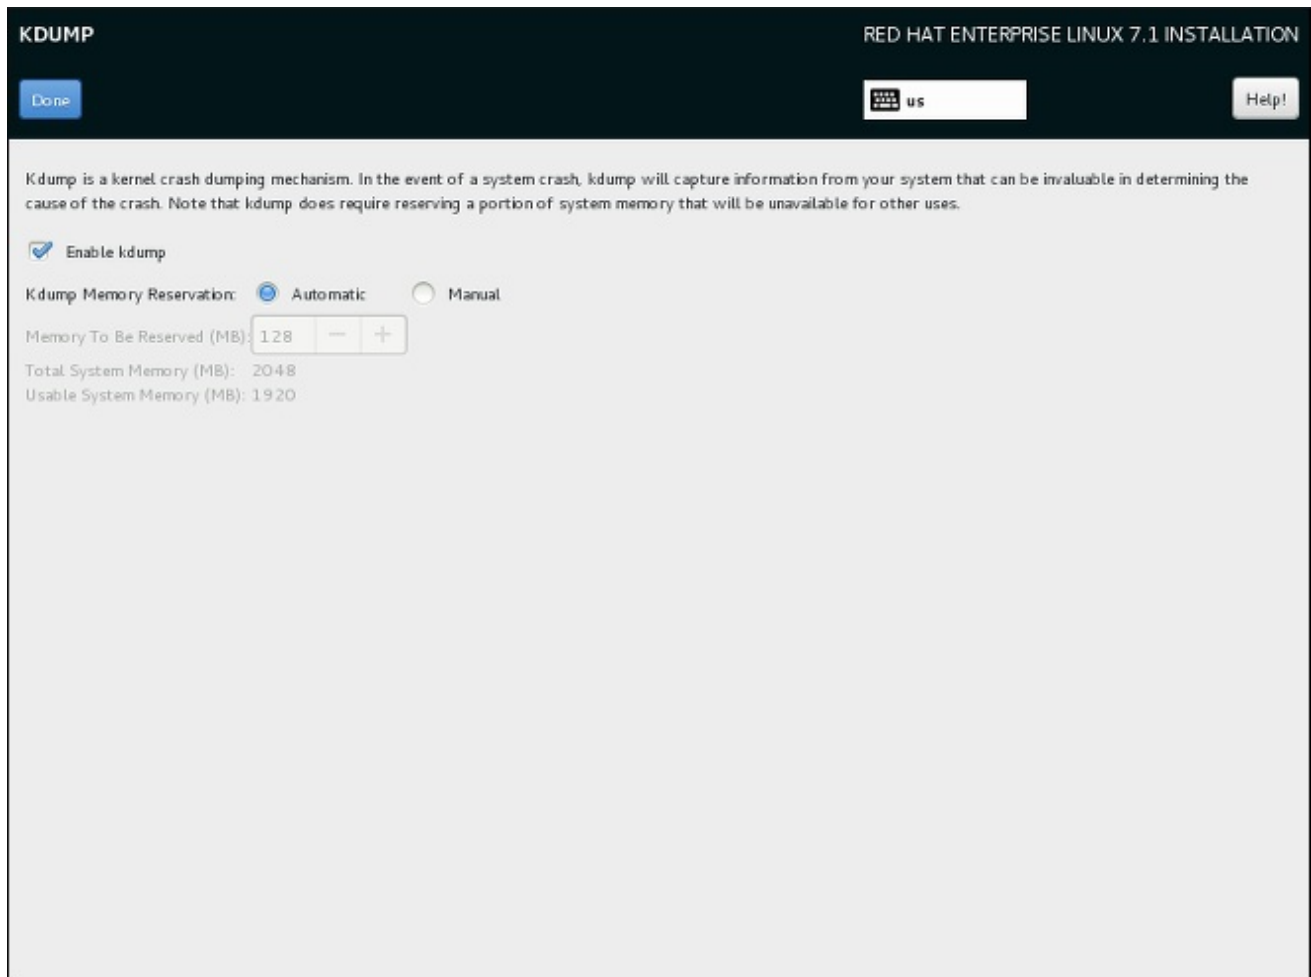 KDUMP
RED HAT ENTERPRISE LINUX 7.1 INSTALLATION
Done
us
Help!
Kdump is a kernel crash dumping mechanism. In the event of a system crash, kdump will capture information from your system that can be invaluable in determining the
cause of the crash. Note that kdump does require reserving a portion of system memory that will be unavailable for other uses.
Enable kdump
Kdump Memory Reservation: Automatic Manual
Memory To Be Reserved (MB): 128 − +
Total System Memory (MB): 2048
Usable System Memory (MB): 1920